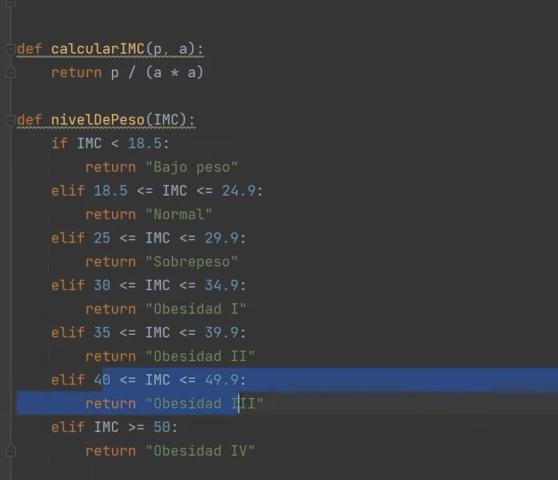 def calcularIMC(p, a):
    return p / (a * a)
def nivelDePeso(IMC):
    if IMC < 18.5:
        return "Bajo peso"
    elif 18.5 <= IMC <= 24.9:
        return "Normal"
    elif 25 <= IMC <= 29.9:
        return "Sobrepeso"
    elif 30 <= IMC <= 34.9:
        return "Obesidad I"
    elif 35 <= IMC <= 39.9:
        return "Obesidad II"
    elif 40 <= IMC <= 49.9:
        return "Obesidad III"
    elif IMC >= 50:
        return "Obesidad IV"